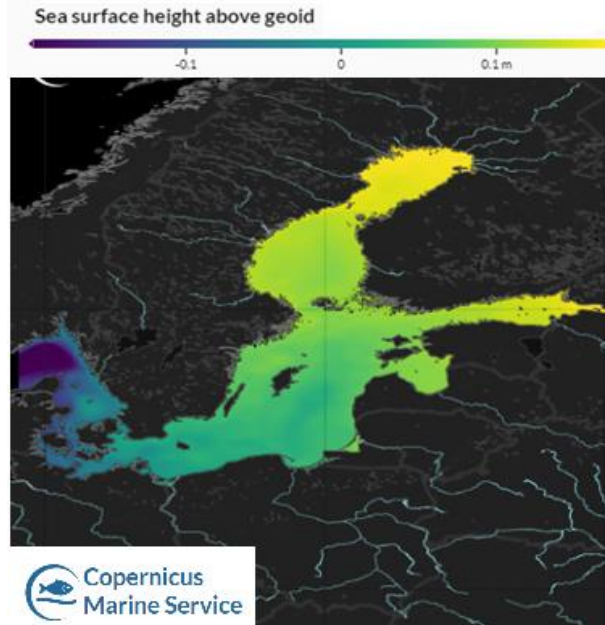 Sea surface height above geoid
-0.1 0 0.1 m
Copernicus
Marine Service